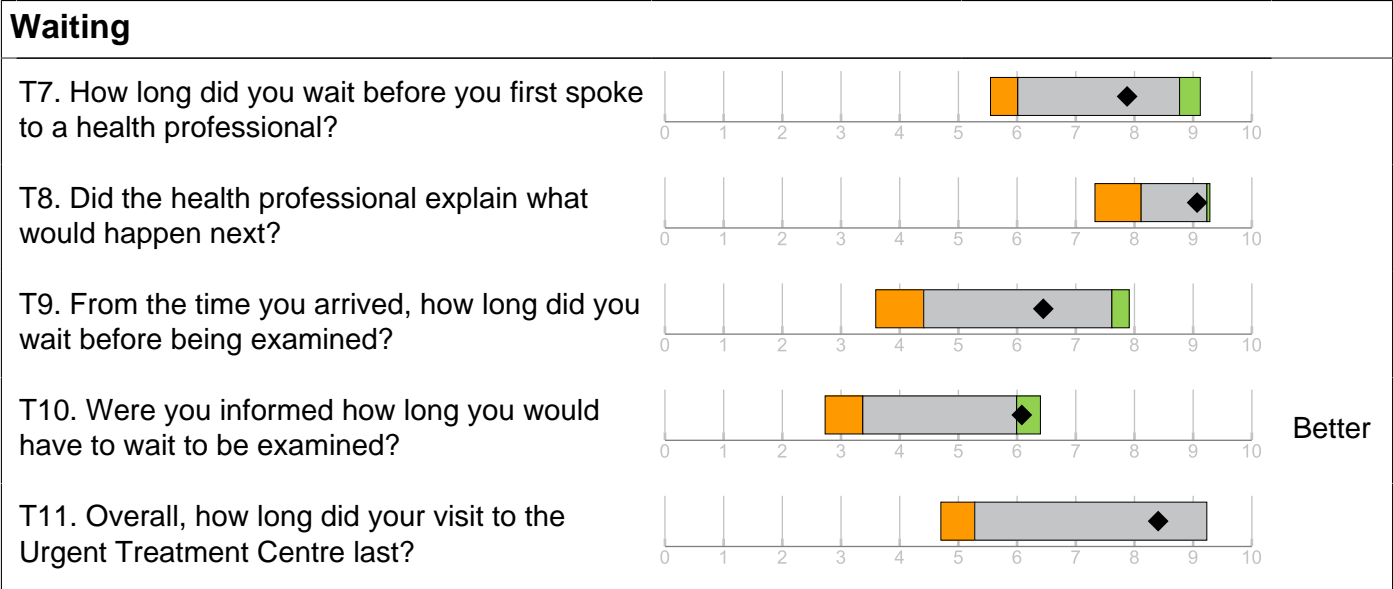 Waiting
T7. How long did you wait before you first spoke
to a health professional?
0 1 2 3 4 5 6 7 8 9 10
T8. Did the health professional explain what
would happen next?
0 1 2 3 4 5 6 7 8 9 10
T9. From the time you arrived, how long did you
wait before being examined?
0 1 2 3 4 5 6 7 8 9 10
T10. Were you informed how long you would
have to wait to be examined?
Better
0 1 2 3 4 5 6 7 8 9 10
T11. Overall, how long did your visit to the
Urgent Treatment Centre last?
0 1 2 3 4 5 6 7 8 9 10